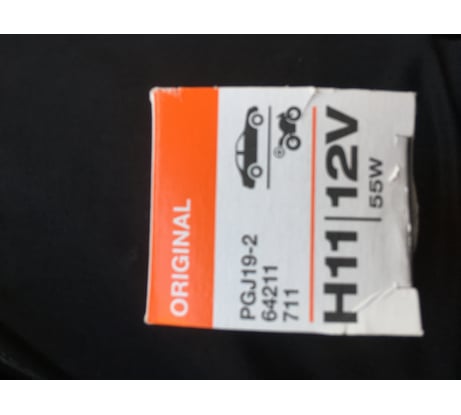 ORIGINAL
PGJ19-2
64211
711
H11 | 12V
55W